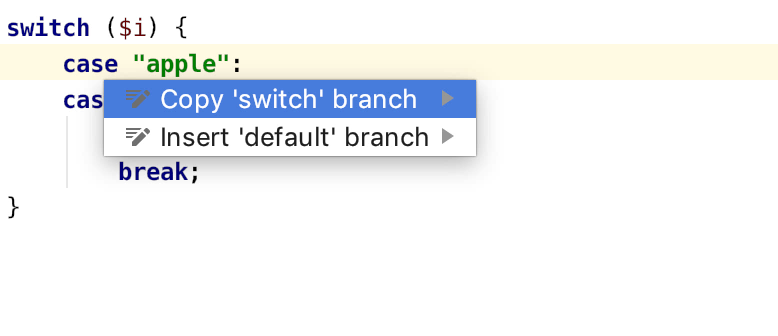 switch ($i) {
case "apple":
cas
Copy 'switch' branch
Insert 'default' branch
break;
}